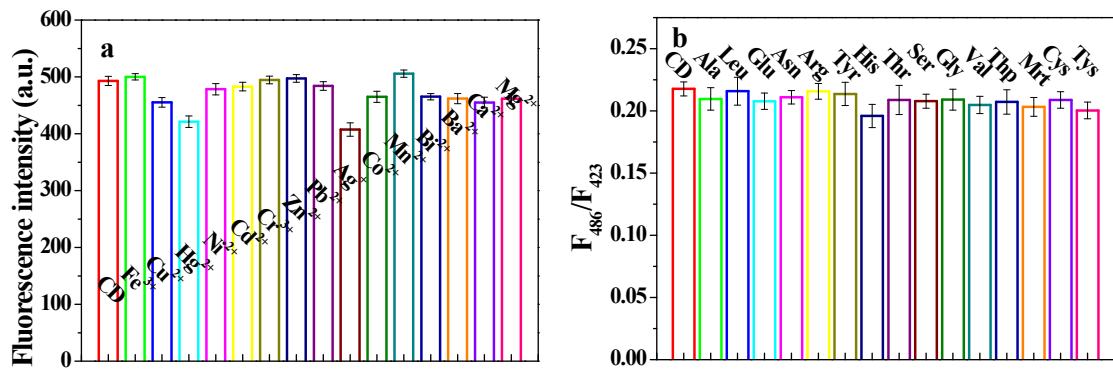 a
Fluorescence intensity (a.u.)
600
500
400
300
200
100
0
CD
Fe3+
Cu2+
Hg2+
Ni2+
Cd2+
Cr3+
Zn2+
Pb2+
Ag+
Co2+
Mn2+
Bi2+
Ba2+
Ca2+
Mg2+
b
F486/F423
0.25
0.20
0.15
0.10
0.05
0.00
CD
Ala
Leu
Glu
Asn
Arg
Tyr
His
Thr
Ser
Gly
Val
Thp
Mrt
Cys
Tys